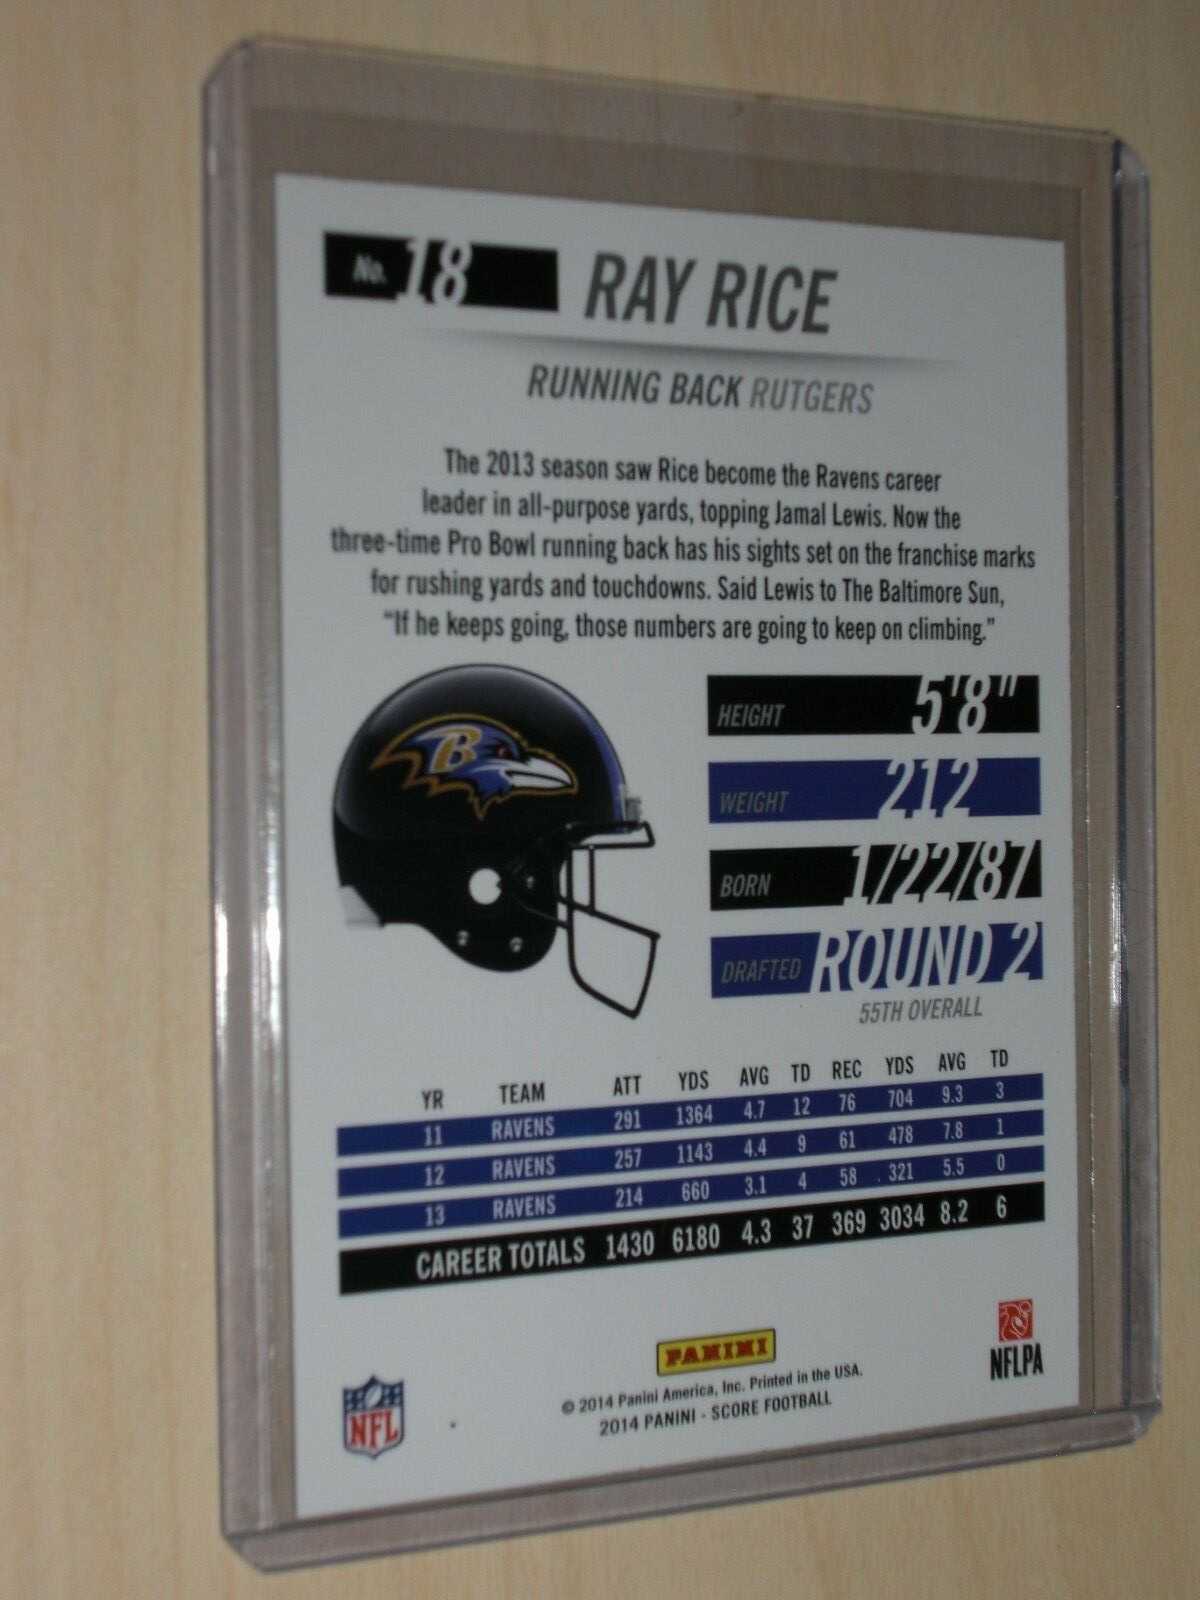 No. 18 RAY RICE
RUNNING BACK RUTGERS
The 2013 season saw Rice become the Ravens career
leader in all-purpose yards, topping Jamal Lewis. Now the
three-time Pro Bowl running back has his sights set on the franchise marks
for rushing yards and touchdowns. Said Lewis to The Baltimore Sun,
"If he keeps going, those numbers are going to keep on climbing."
B
HEIGHT 5'8"
WEIGHT 212
BORN 1/22/87
DRAFTED ROUND 2
55TH OVERALL
YR TEAM ATT YDS AVG TD REC YDS AVG TD
11 RAVENS 291 1364 4.7 12 76 704 9.3 3
12 RAVENS 257 1143 4.4 9 61 478 7.8 1
13 RAVENS 214 660 3.1 4 58 321 5.5 0
CAREER TOTALS 1430 6180 4.3 37 369 3034 8.2 6
PANINI
© 2014 Panini America, Inc. Printed in the USA.
2014 PANINI - SCORE FOOTBALL
NFL
NFLPA